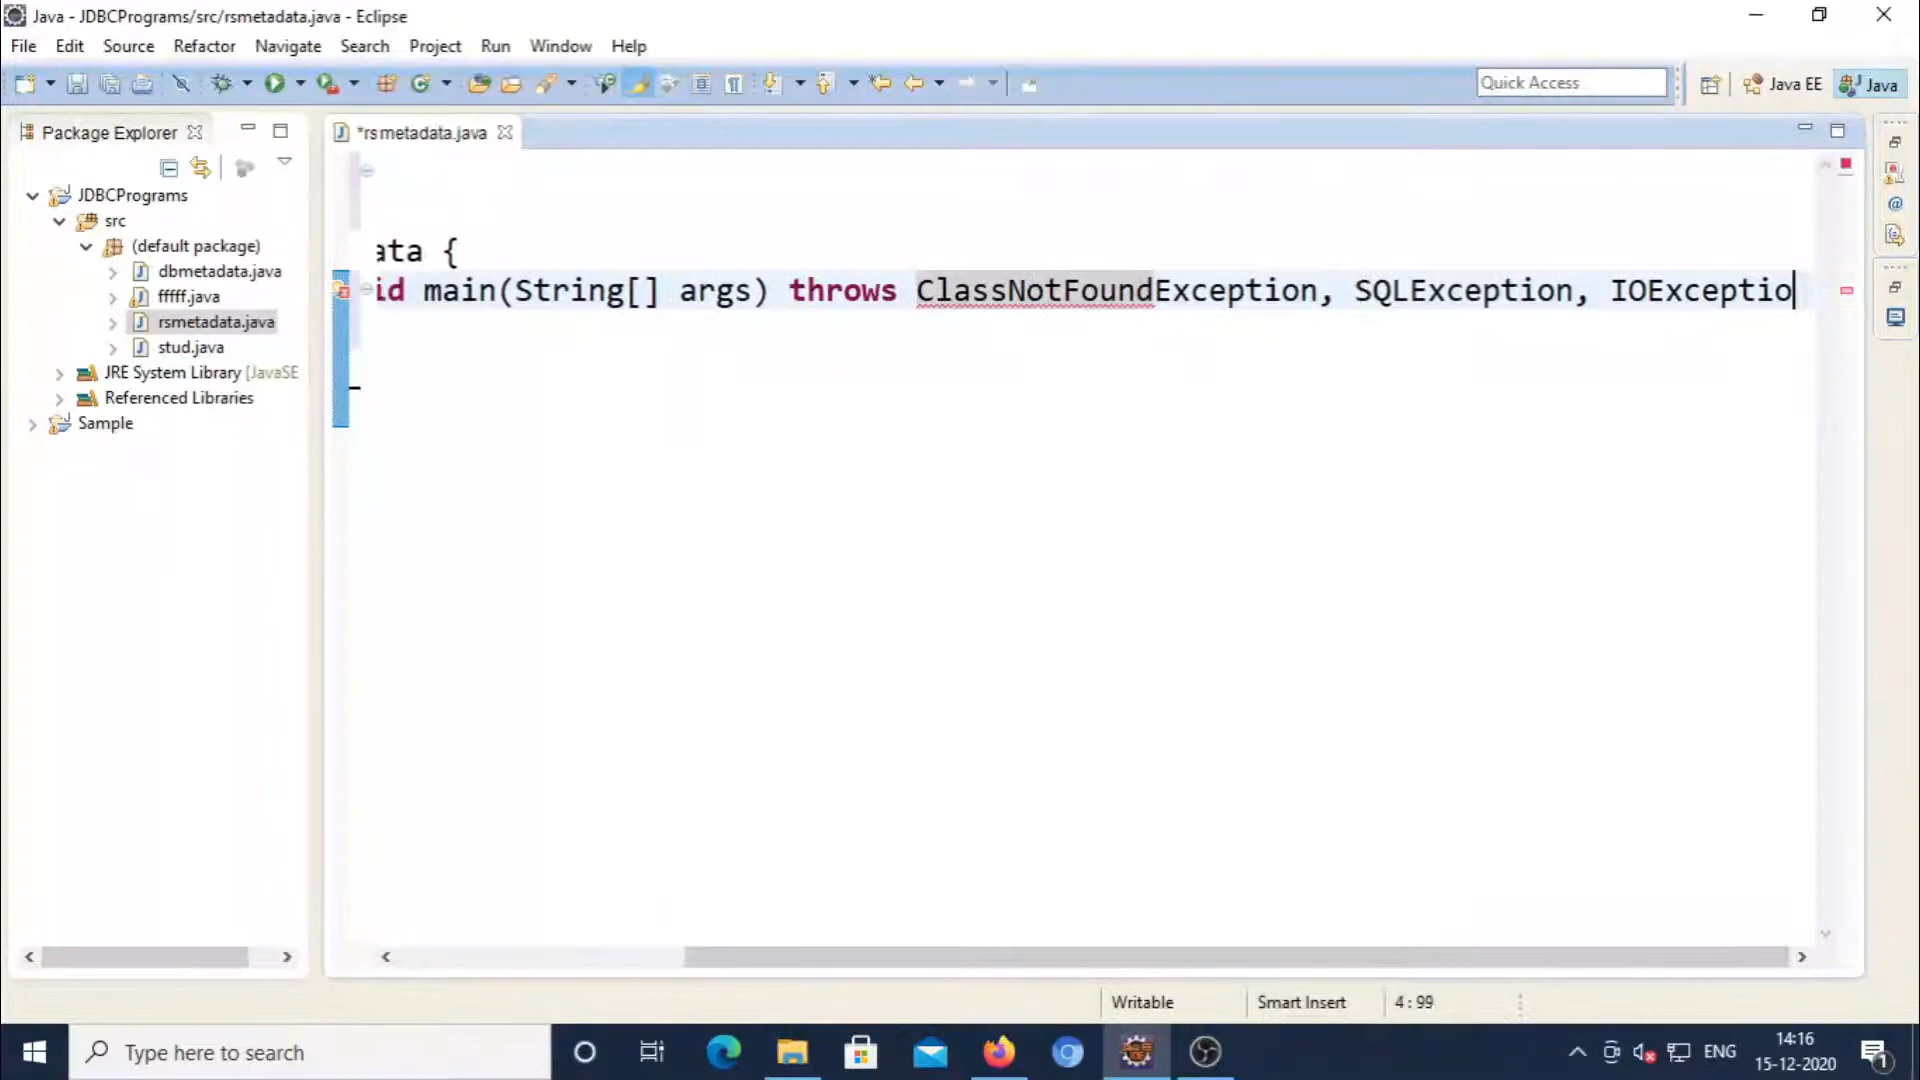 Java - JDBCPrograms/src/rsmetadata.java - Eclipse
File Edit Source Refactor Navigate Search Project Run Window Help
Quick Access
Java EE
Java
Package Explorer
*rsmetadata.java
JDBCPrograms
src
(default package)
dbmetadata.java
fffff.java
rsmetadata.java
stud.java
JRE System Library [JavaSE
Referenced Libraries
Sample
ata {
id main(String[] args) throws ClassNotFoundException, SQLException, IOExceptio
Writable
Smart Insert
4 : 99
Type here to search
ENG
14:16
15-12-2020
1